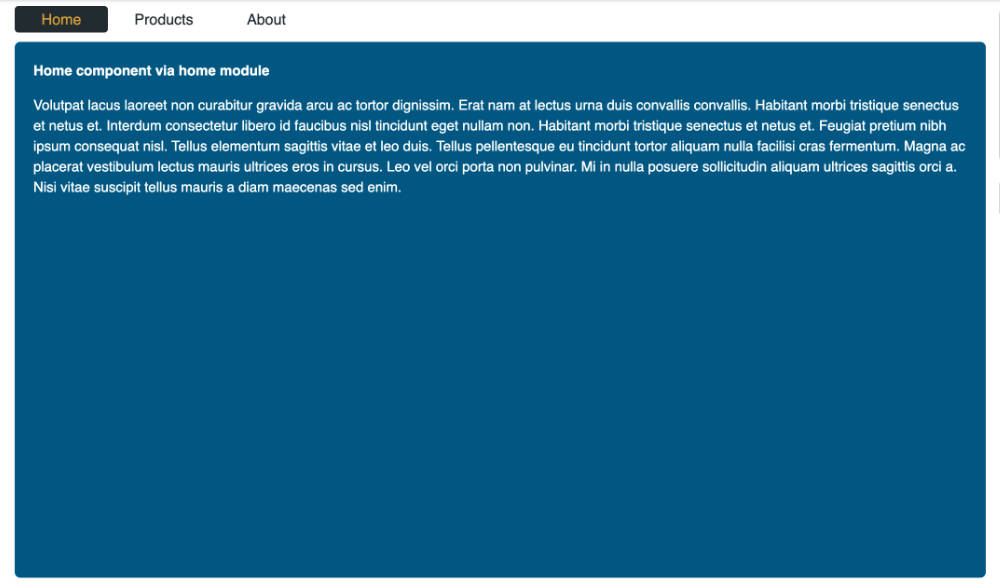 Home Products About
Home component via home module
Volutpat lacus laoreet non curabitur gravida arcu ac tortor dignissim. Erat nam at lectus urna duis convallis convallis. Habitant morbi tristique senectus
et netus et. Interdum consectetur libero id faucibus nisl tincidunt eget nullam non. Habitant morbi tristique senectus et netus et. Feugiat pretium nibh
ipsum consequat nisl. Tellus elementum sagittis vitae et leo duis. Tellus pellentesque eu tincidunt tortor aliquam nulla facilisi cras fermentum. Magna ac
placerat vestibulum lectus mauris ultrices eros in cursus. Leo vel orci porta non pulvinar. Mi in nulla posuere sollicitudin aliquam ultrices sagittis orci a.
Nisi vitae suscipit tellus mauris a diam maecenas sed enim.